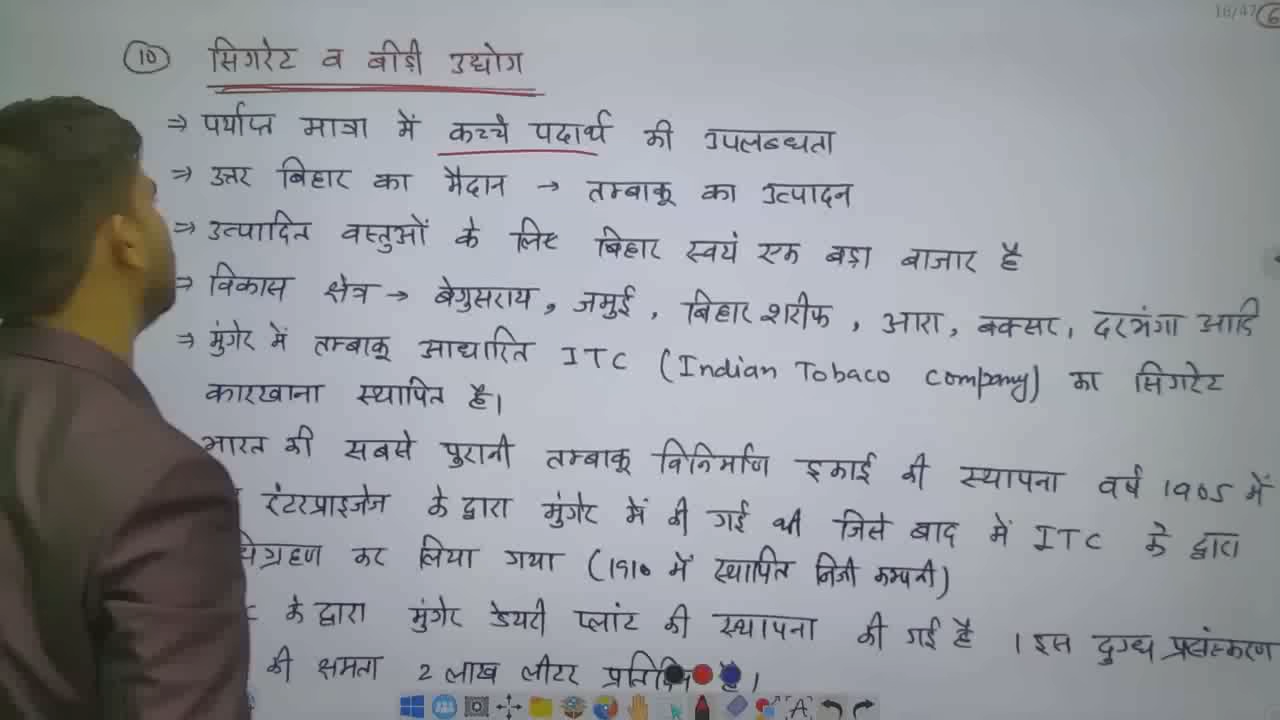 18/47 6
10 सिगरेट व बीड़ी उद्योग
⇒ पर्याप्त मात्रा में कच्चे पदार्थ की उपलब्धता
⇒ उत्तर बिहार का मैदान → तम्बाकू का उत्पादन
⇒ उत्पादित वस्तुओं के लिए बिहार स्वयं एक बड़ा बाजार है
⇒ विकास क्षेत्र → बेगुसराय, जमुई, बिहार शरीफ, आरा, बक्सर, दरभंगा आदि
⇒ मुंगेर में तम्बाकू आधारित ITC (Indian Tobaco Company) का सिगरेट
कारखाना स्थापित है।
भारत की सबसे पुरानी तम्बाकू विनिर्माण इकाई की स्थापना वर्ष 1905 में
एंटरप्राइजेज के द्वारा मुंगेर में की गई थी जिसे बाद में ITC के द्वारा
धिग्रहण कर लिया गया (1910 में स्थापित निजी कम्पनी)
के द्वारा मुंगेर डेयरी प्लांट की स्थापना की गई है । इस दुग्ध प्रसंस्करण
की क्षमता 2 लाख लीटर है।